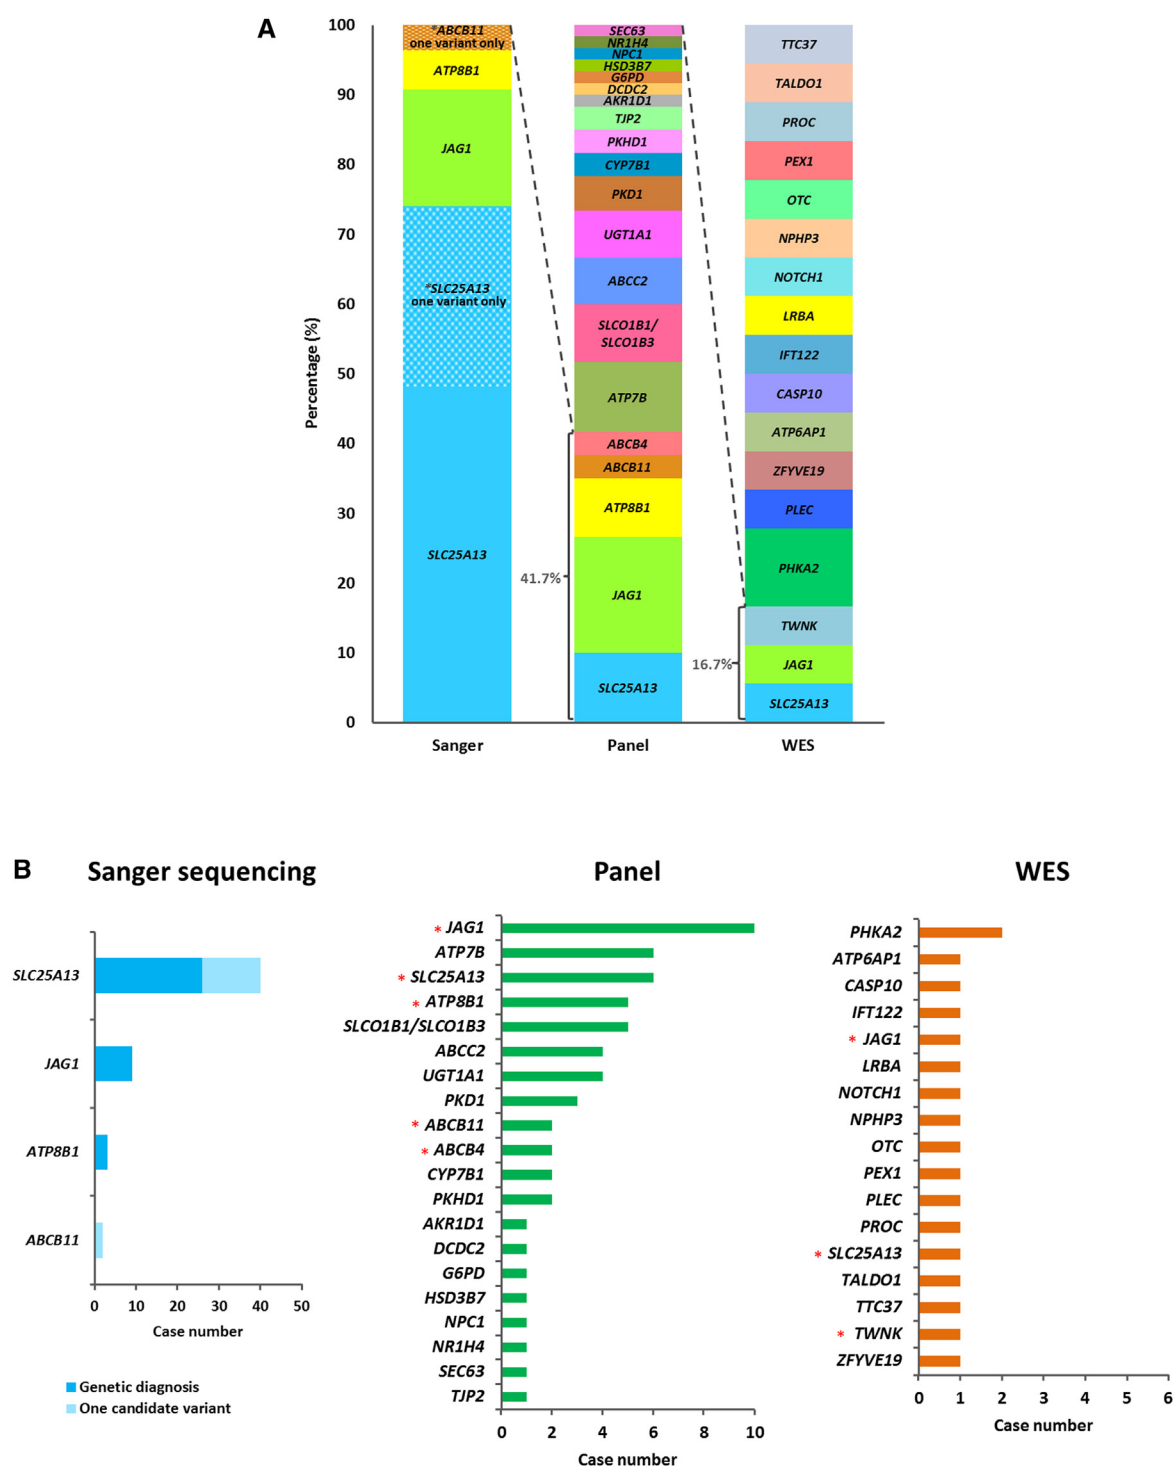 A
Percentage (%)
100
90
80
70
60
50
40
30
20
10
0
*ABCB11
one variant only
ATP8B1
JAG1
*SLC25A13
one variant only
SLC25A13
Sanger
SEC63
NR1H4
NPC1
HSD3B7
G6PD
DCDC2
AKR1D1
TJP2
PKHD1
CYP7B1
PKD1
UGT1A1
ABCC2
SLCO1B1/
SLCO1B3
ATP7B
ABCB4
ABCB11
ATP8B1
JAG1
SLC25A13
41.7%
Panel
TTC37
TALDO1
PROC
PEX1
OTC
NPHP3
NOTCH1
LRBA
IFT122
CASP10
ATP6AP1
ZFYVE19
PLEC
PHKA2
TWNK
JAG1
SLC25A13
16.7%
WES
B
Sanger sequencing
SLC25A13
JAG1
ATP8B1
ABCB11
0 10 20 30 40 50
Case number
Genetic diagnosis
One candidate variant
Panel
* JAG1
ATP7B
* SLC25A13
* ATP8B1
SLCO1B1/SLCO1B3
ABCC2
UGT1A1
PKD1
* ABCB11
* ABCB4
CYP7B1
PKHD1
AKR1D1
DCDC2
G6PD
HSD3B7
NPC1
NR1H4
SEC63
TJP2
0 2 4 6 8 10
Case number
WES
PHKA2
ATP6AP1
CASP10
IFT122
* JAG1
LRBA
NOTCH1
NPHP3
OTC
PEX1
PLEC
PROC
* SLC25A13
TALDO1
TTC37
* TWNK
ZFYVE19
0 1 2 3 4 5 6
Case number